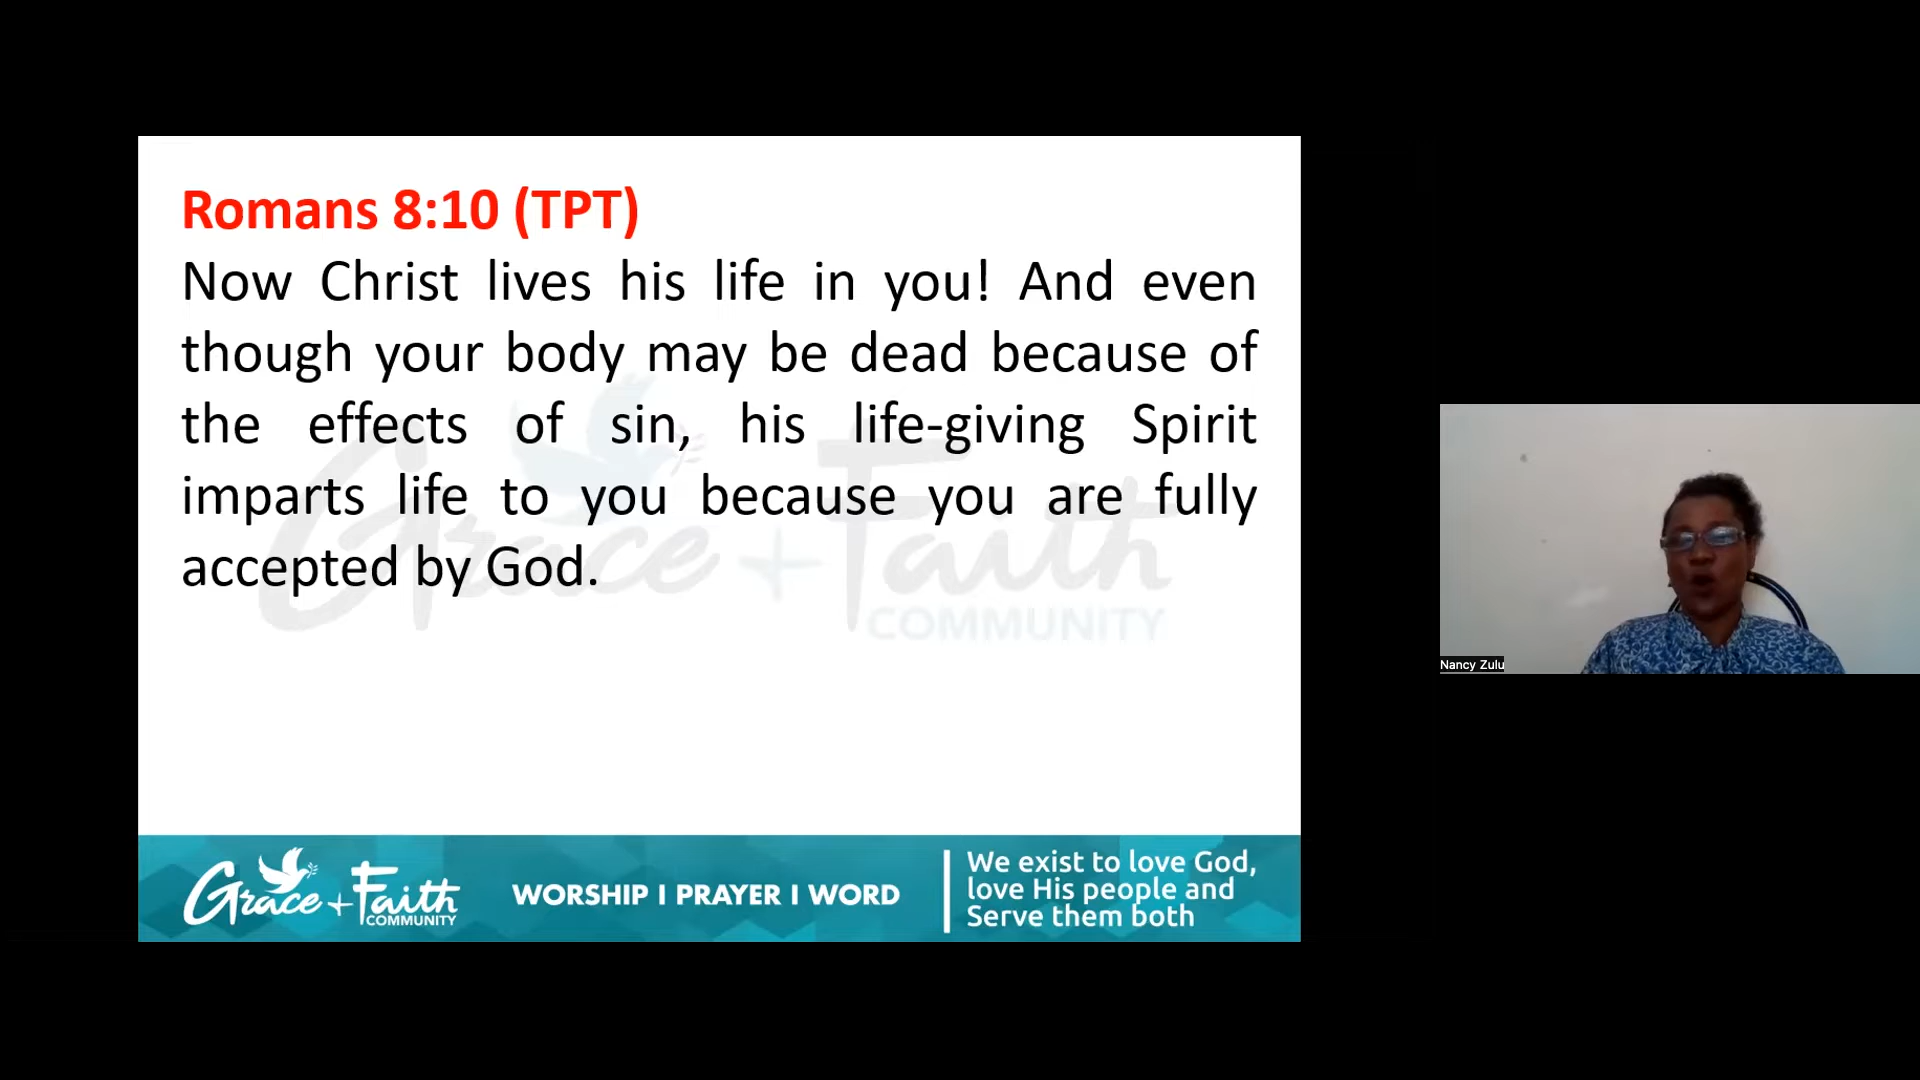 Romans 8:10 (TPT)
Now Christ lives his life in you! And even
though your body may be dead because of
the effects of sin, his life-giving Spirit
imparts life to you because you are fully
accepted by God.
Grace + Faith
COMMUNITY
Grace + Faith
COMMUNITY
WORSHIP I PRAYER I WORD
We exist to love God,
love His people and
Serve them both
Nancy Zulu